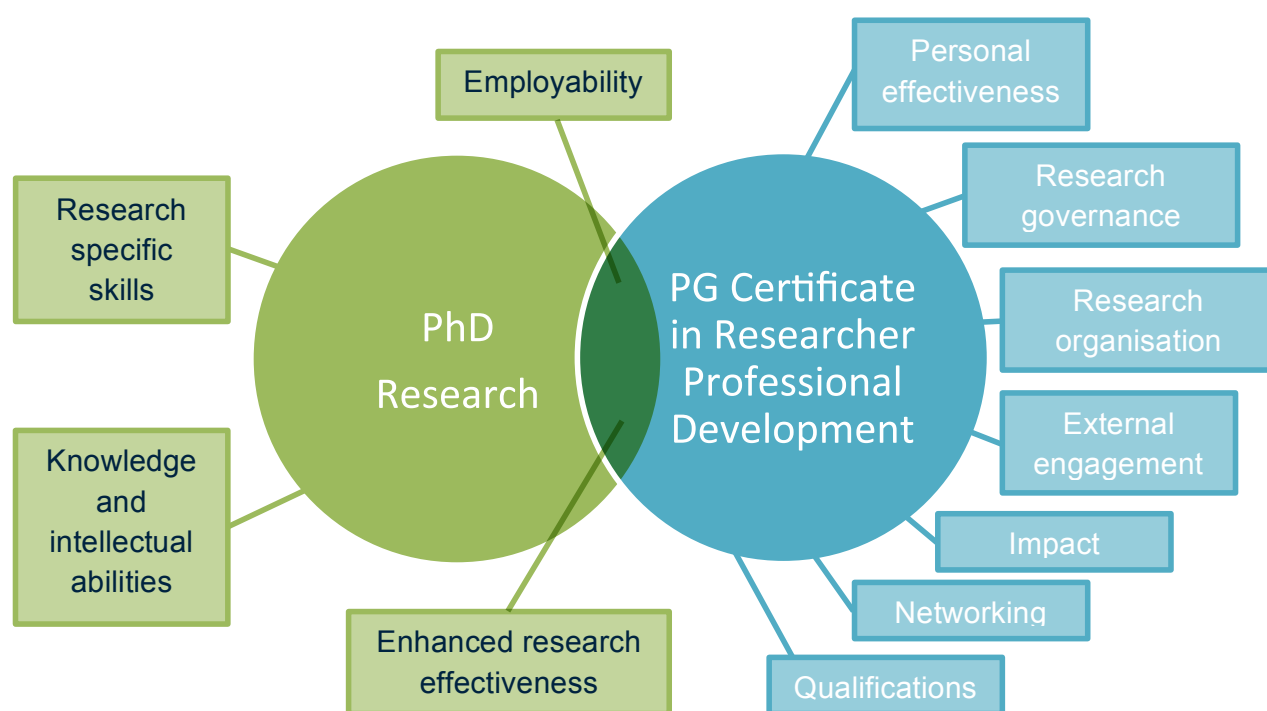 Employability
Research
specific
skills
Knowledge
and
intellectual
abilities
Enhanced research
effectiveness
PhD
Research
PG Certificate
in Researcher
Professional
Development
Personal
effectiveness
Research
governance
Research
organisation
External
engagement
Impact
Networking
Qualifications